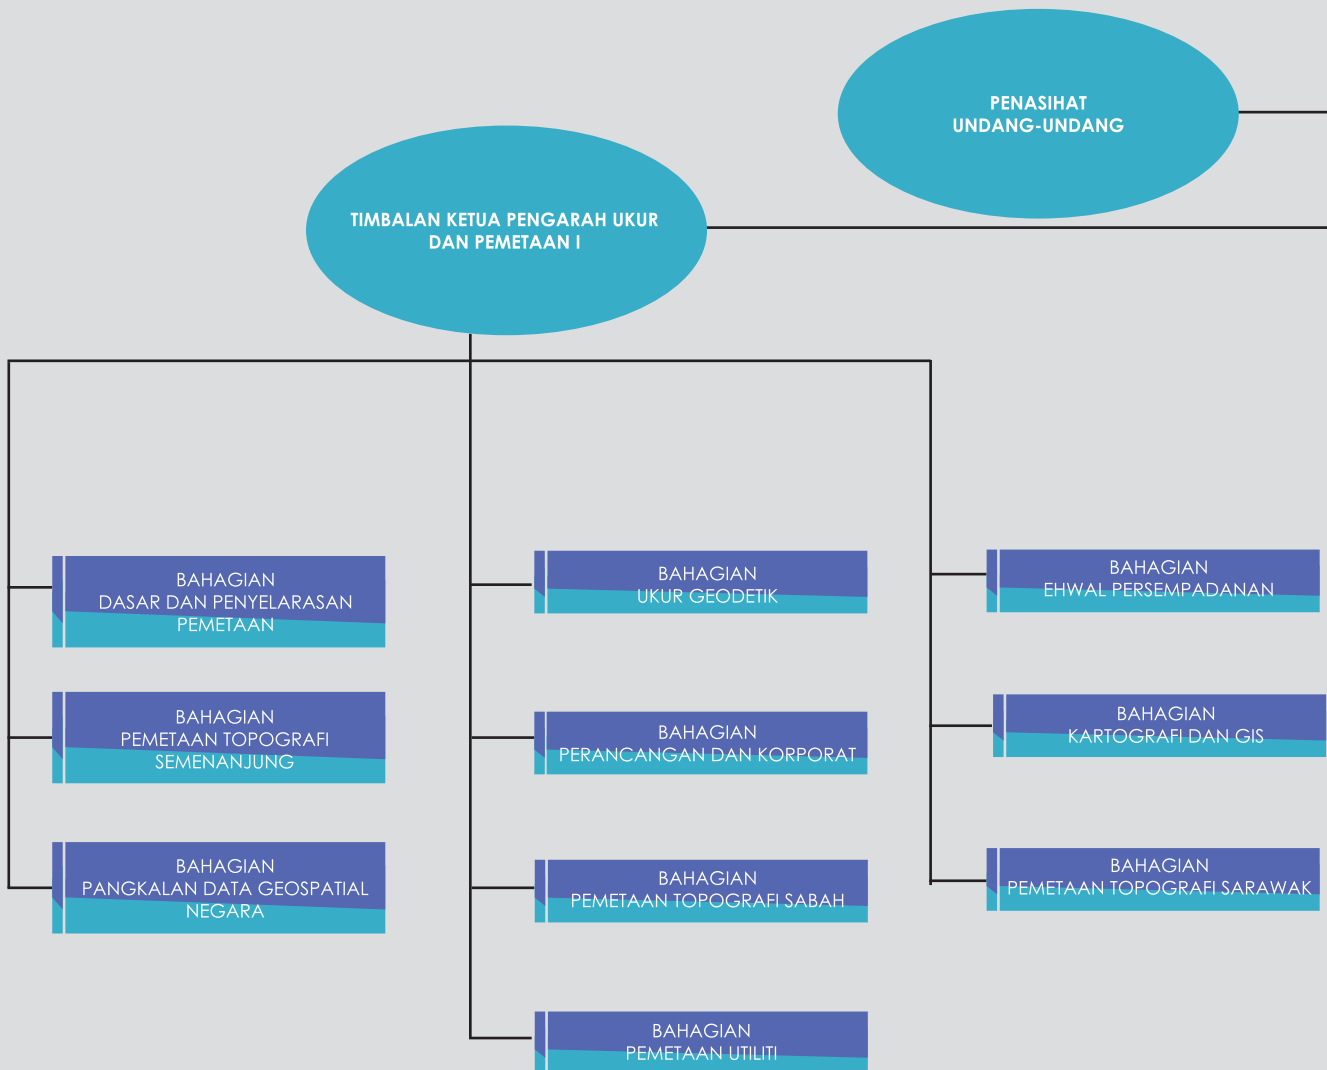 PENASIHAT
UNDANG-UNDANG
TIMBALAN KETUA PENGARAH UKUR
DAN PEMETAAN I
BAHAGIAN
DASAR DAN PENYELARASAN
PEMETAAN
BAHAGIAN
PEMETAAN TOPOGRAFI
SEMENANJUNG
BAHAGIAN
PANGKALAN DATA GEOSPATIAL
NEGARA
BAHAGIAN
UKUR GEODETIK
BAHAGIAN
PERANCANGAN DAN KORPORAT
BAHAGIAN
PEMETAAN TOPOGRAFI SABAH
BAHAGIAN
PEMETAAN UTILITI
BAHAGIAN
EHWAL PERSEMPADANAN
BAHAGIAN
KARTOGRAFI DAN GIS
BAHAGIAN
PEMETAAN TOPOGRAFI SARAWAK